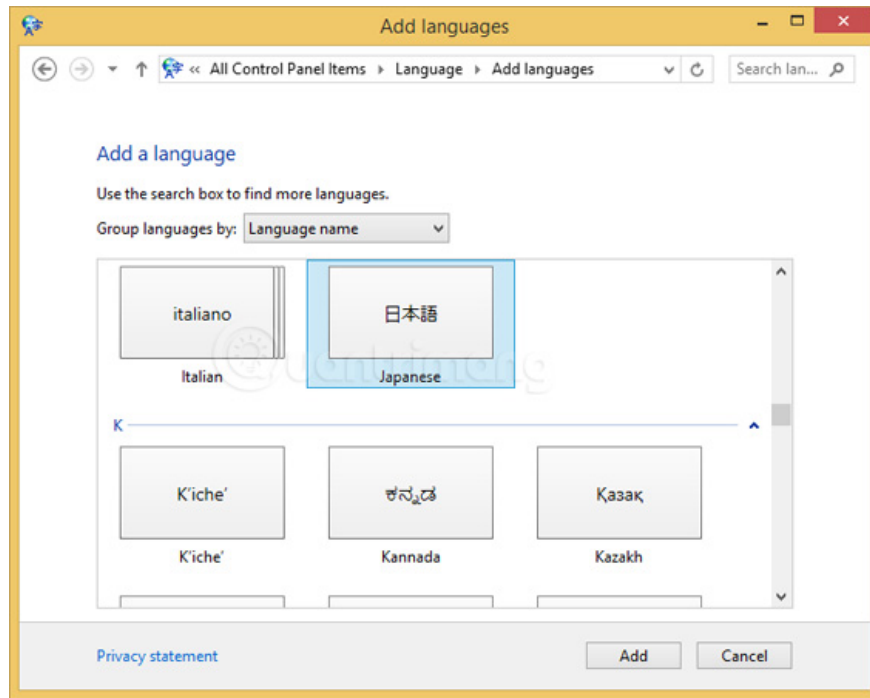 Add languages
« All Control Panel Items Language Add languages Search lan...
Add a language
Use the search box to find more languages.
Group languages by: Language name
italiano 日本語
Italian Japanese
Quantrimang
K
K'iche' ಕನ್ನಡ Қазақ
K'iche' Kannada Kazakh
Privacy statement Add Cancel